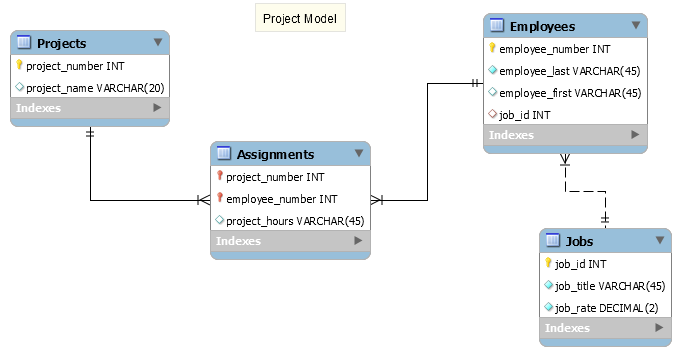 Project Model
Projects
project_number INT
project_name VARCHAR(20)
Indexes
Employees
employee_number INT
employee_last VARCHAR(45)
employee_first VARCHAR(45)
job_id INT
Indexes
Assignments
project_number INT
employee_number INT
project_hours VARCHAR(45)
Indexes
Jobs
job_id INT
job_title VARCHAR(45)
job_rate DECIMAL(2)
Indexes